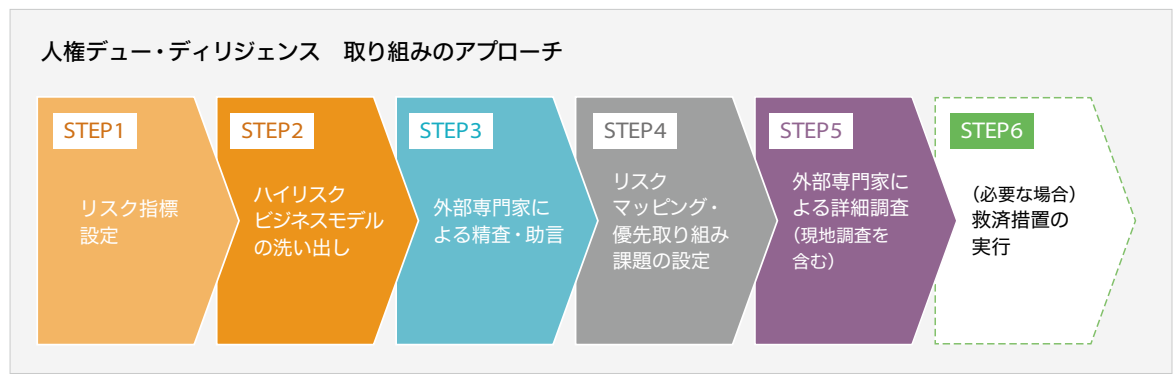 人権デュー・ディリジェンス　取り組みのアプローチ
STEP1
リスク指標
設定
STEP2
ハイリスク
ビジネスモデル
の洗い出し
STEP3
外部専門家に
よる精査・助言
STEP4
リスク
マッピング・
優先取り組み
課題の設定
STEP5
外部専門家に
よる詳細調査
（現地調査を
含む）
STEP6
（必要な場合）
救済措置の
実行